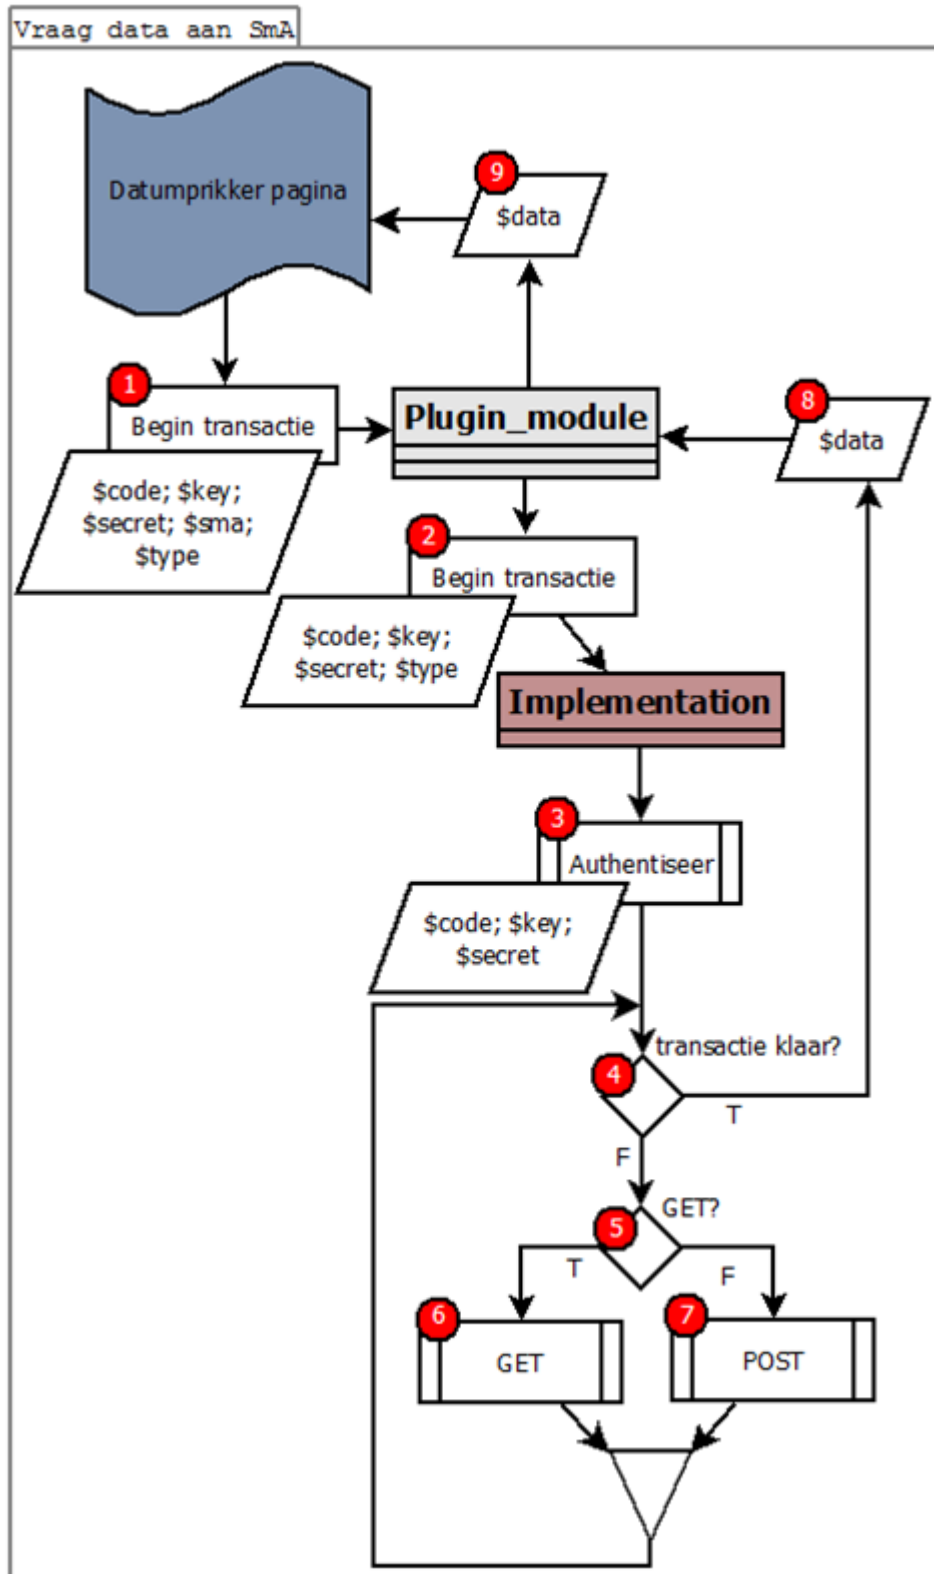 Vraag data aan SmA
Datumprikker pagina
9
$data
1
Begin transactie
$code; $key;
$secret; $sma;
$type
Plugin_module
8
$data
2
Begin transactie
$code; $key;
$secret; $type
Implementation
3
Authentiseer
$code; $key;
$secret
transactie klaar?
4
T
F
GET?
5
T
F
6
GET
7
POST